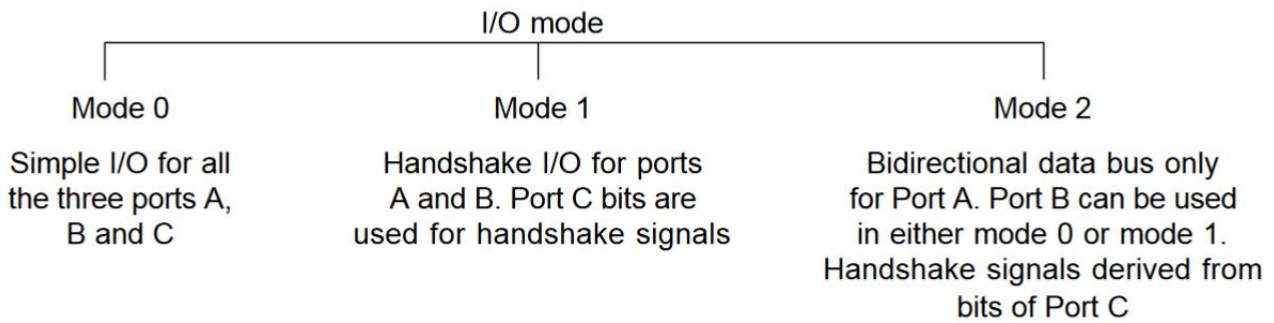 I/O mode
Mode 0
Simple I/O for all
the three ports A,
B and C
Mode 1
Handshake I/O for ports
A and B. Port C bits are
used for handshake signals
Mode 2
Bidirectional data bus only
for Port A. Port B can be used
in either mode 0 or mode 1.
Handshake signals derived from
bits of Port C